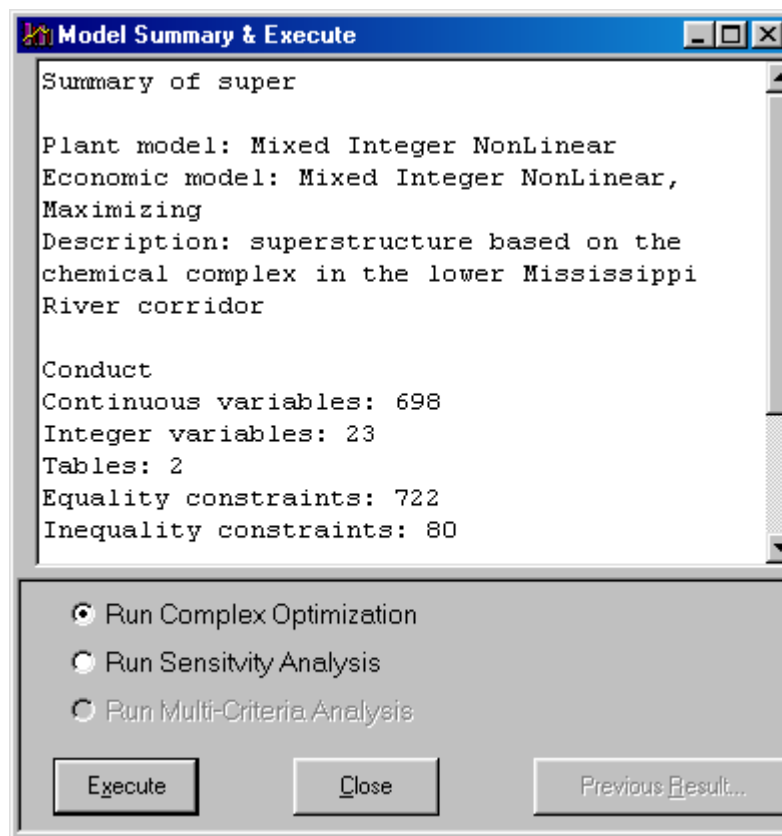 Model Summary & Execute
Summary of super
Plant model: Mixed Integer NonLinear
Economic model: Mixed Integer NonLinear,
Maximizing
Description: superstructure based on the
chemical complex in the lower Mississippi
River corridor
Conduct
Continuous variables: 698
Integer variables: 23
Tables: 2
Equality constraints: 722
Inequality constraints: 80
Run Complex Optimization
Run Sensitvity Analysis
Run Multi-Criteria Analysis
Execute Close Previous Result...